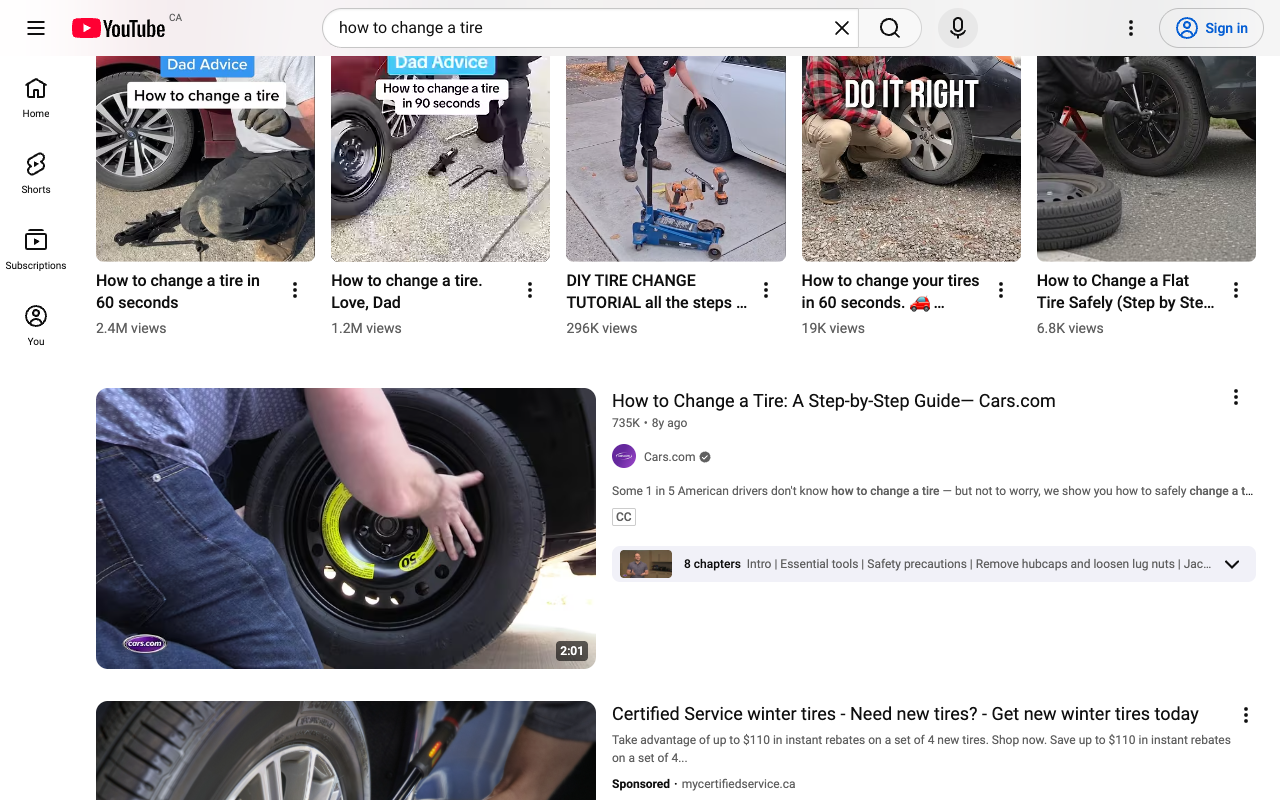 YouTube CA
how to change a tire
Sign in
Home
Shorts
Subscriptions
You
Dad Advice
How to change a tire
Dad Advice
How to change a tire
in 90 seconds
DO IT RIGHT
How to change a tire in
60 seconds
2.4M views
How to change a tire.
Love, Dad
1.2M views
DIY TIRE CHANGE
TUTORIAL all the steps ...
296K views
How to change your tires
in 60 seconds. 🚗 ...
19K views
How to Change a Flat
Tire Safely (Step by Ste...
6.8K views
50
cars.com
2:01
How to Change a Tire: A Step-by-Step Guide— Cars.com
735K • 8y ago
Cars.com
Some 1 in 5 American drivers don't know how to change a tire — but not to worry, we show you how to safely change a t...
CC
8 chapters Intro | Essential tools | Safety precautions | Remove hubcaps and loosen lug nuts | Jac...
Certified Service winter tires - Need new tires? - Get new winter tires today
Take advantage of up to $110 in instant rebates on a set of 4 new tires. Shop now. Save up to $110 in instant rebates
on a set of 4...
Sponsored · mycertifiedservice.ca